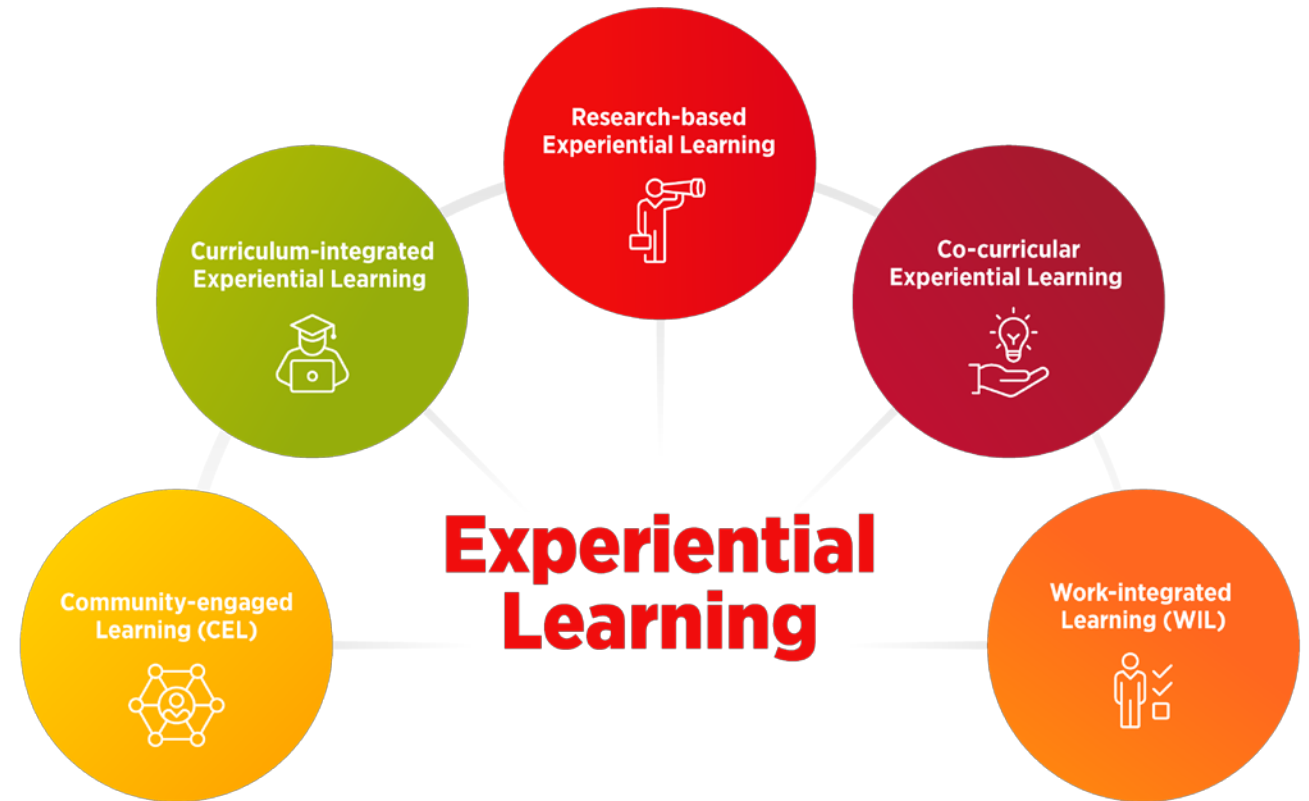 Research-based
Experiential Learning
Curriculum-integrated
Experiential Learning
Co-curricular
Experiential Learning
Community-engaged
Learning (CEL)
Experiential
Learning
Work-integrated
Learning (WIL)